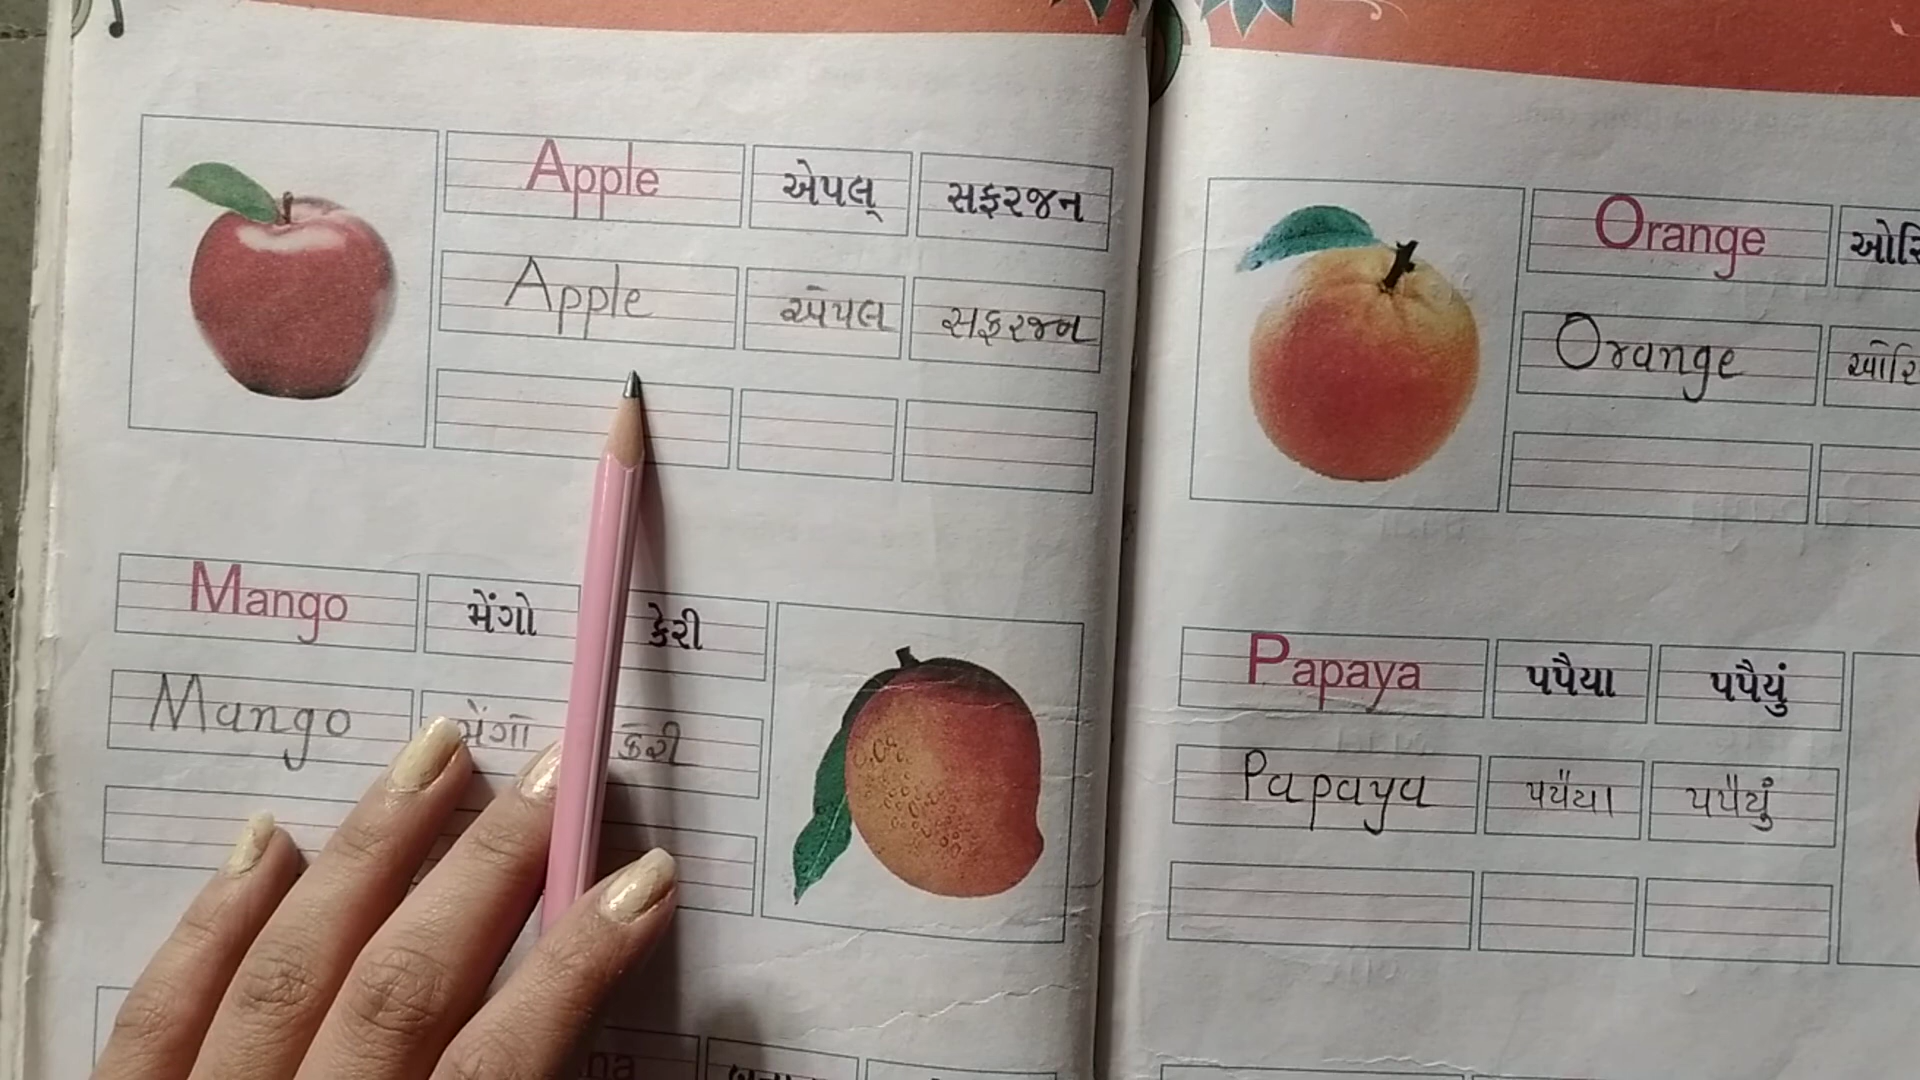 Apple એપલ્ સફરજન
Apple એપલ સફરજન
Mango મેંગો કેરી
Mango મેંગો કેરી
Orange
Orange
Papaya પપૈયા પપૈયું
Papaya પપૈયા પપૈયું